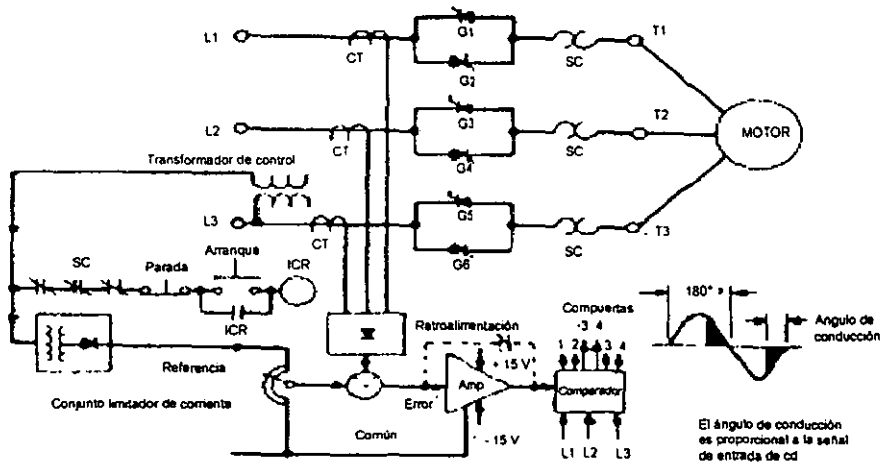 L1
CT
G1
G2
SC
T1
L2
CT
G3
G4
SC
T2
MOTOR
Transformador de control
L3
CT
G5
G6
SC
T3
SC
Parada
Arranque
ICR
ICR
Referencia
Conjunto limitador de corriente
Ratroalimentación
+ 15 V
Amp
- 15 V
Error
Común
Compuertas
3 4
1 2 3 4
Comparador
L1 L2 L3
180°
Angulo de
conducción
El ángulo de conducción
es proporcional a la señal
de entrada de cd